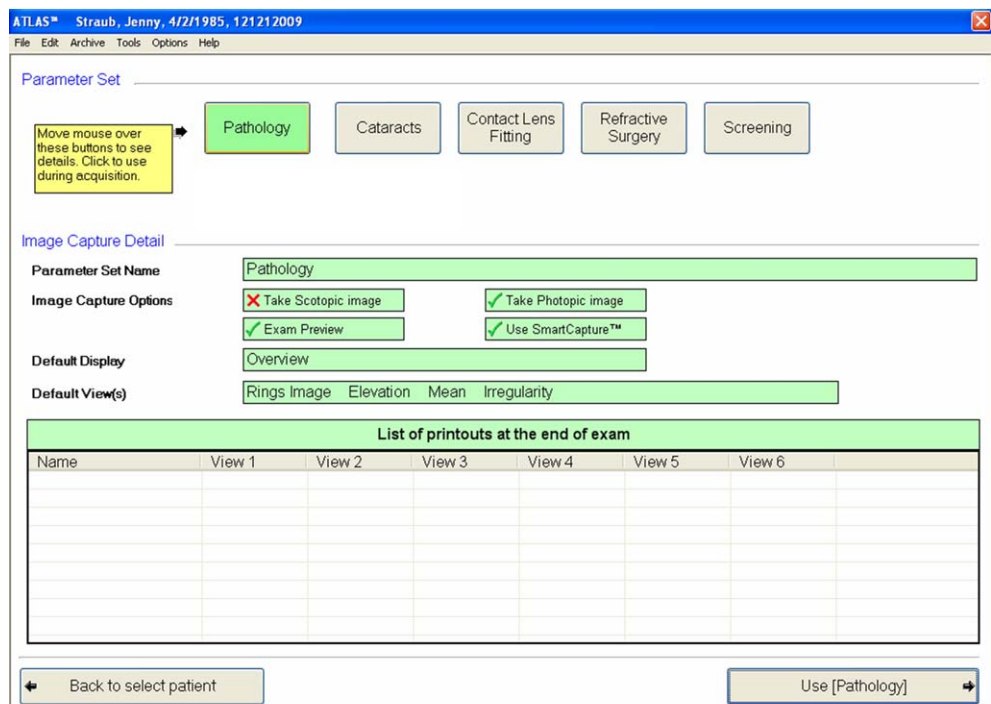 ATLAS™ Straub, Jenny, 4/2/1985, 121212009
File Edit Archive Tools Options Help
Parameter Set
Move mouse over
these buttons to see
details. Click to use
during acquisition.
Pathology
Cataracts
Contact Lens
Fitting
Refractive
Surgery
Screening
Image Capture Detail
Parameter Set Name Pathology
Image Capture Options Take Scotopic image Take Photopic image
Exam Preview Use SmartCapture™
Default Display Overview
Default View(s) Rings Image Elevation Mean Irregularity
List of printouts at the end of exam
Name View 1 View 2 View 3 View 4 View 5 View 6
Back to select patient Use [Pathology]